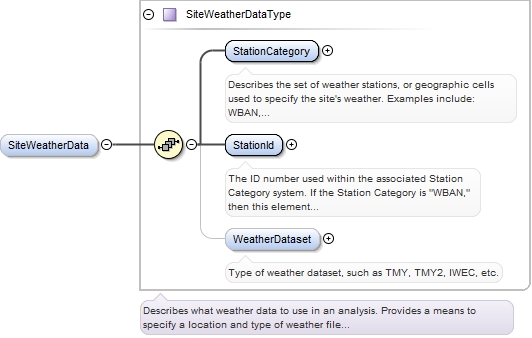 SiteWeatherDataType
StationCategory
Describes the set of weather stations, or geographic cells
used to specify the site's weather. Examples include:
WBAN,...
SiteWeatherData
StationId
The ID number used within the associated Station
Category system. If the Station Category is "WBAN,"
then this element...
WeatherDataset
Type of weather dataset, such as TMY, TMY2, IWEC, etc.
Describes what weather data to use in an analysis. Provides a means to
specify a location and type of weather file...